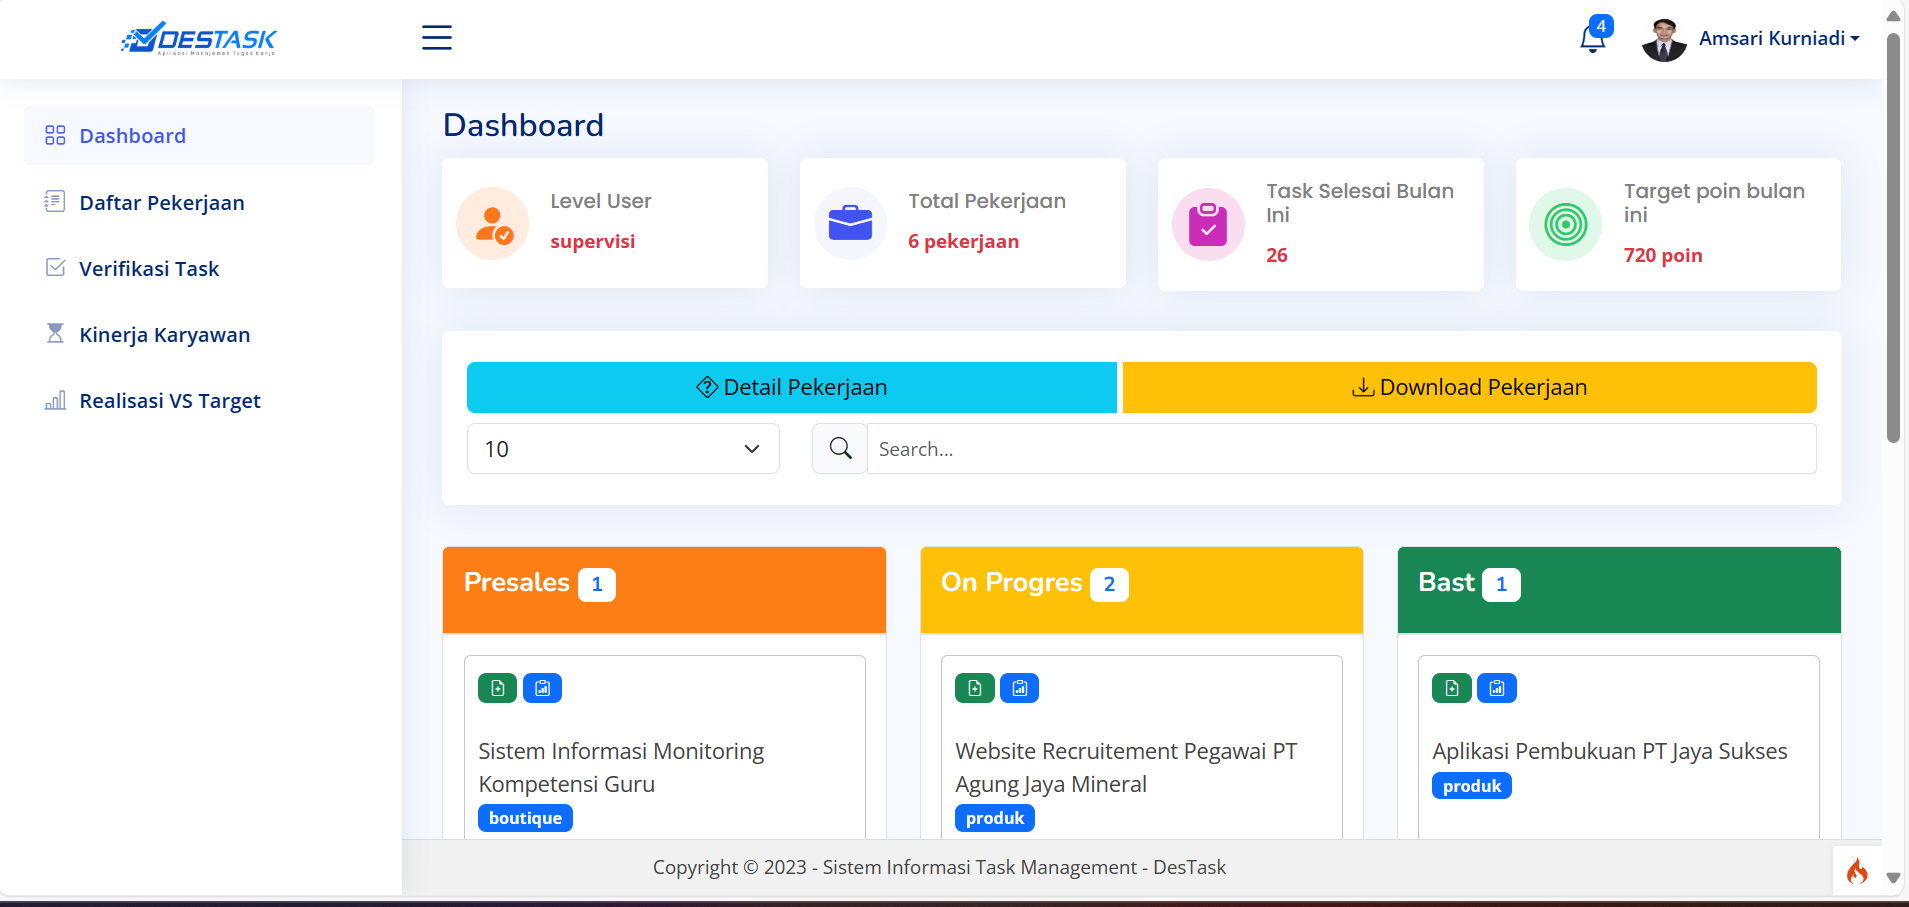 DESTASK
Aplikasi Manajemen Tugas Kerja
4
Amsari Kurniadi
Dashboard
Daftar Pekerjaan
Verifikasi Task
Kinerja Karyawan
Realisasi VS Target
Dashboard
Level User
supervisi
Total Pekerjaan
6 pekerjaan
Task Selesai Bulan
Ini
26
Target poin bulan
ini
720 poin
Detail Pekerjaan
Download Pekerjaan
10
Search...
Presales 1
Sistem Informasi Monitoring
Kompetensi Guru
boutique
On Progres 2
Website Recruitement Pegawai PT
Agung Jaya Mineral
produk
Bast 1
Aplikasi Pembukuan PT Jaya Sukses
produk
Copyright © 2023 - Sistem Informasi Task Management - DesTask